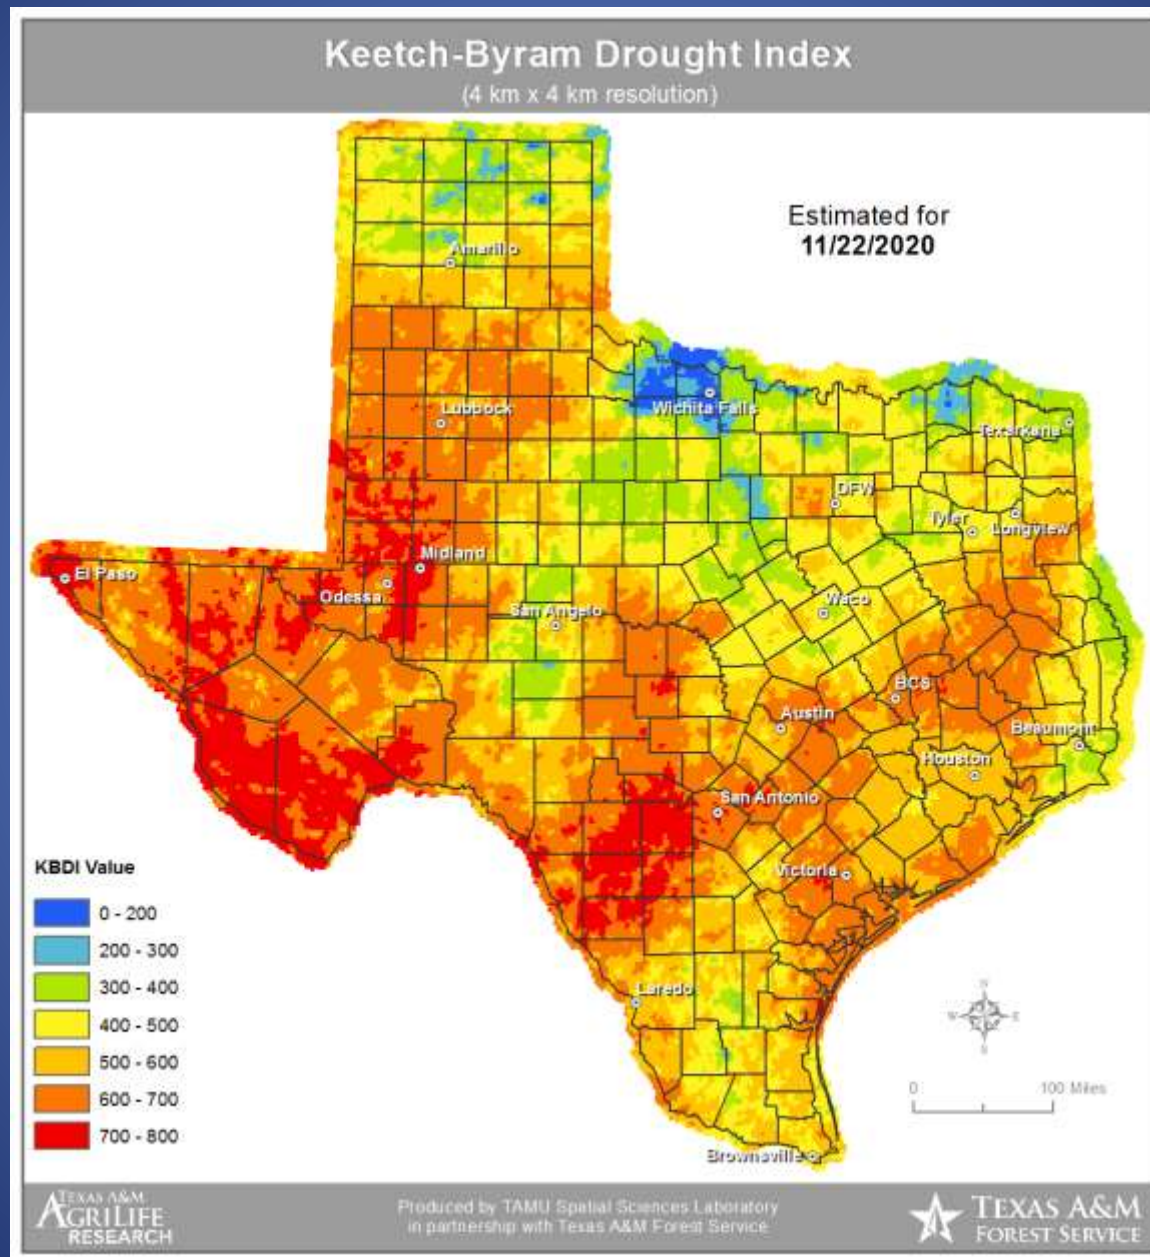 Keetch-Byram Drought Index
(4 km x 4 km resolution)
Estimated for
11/22/2020
Amarillo
Wichita Falls
Lubbock
Texarkana
DFW
Tyler
Longview
Midland
El Paso
Odessa
San Angelo
Waco
BCS
Austin
Beaumont
Houston
San Antonio
Victoria
Laredo
Brownsville
KBDI Value
0 - 200
200 - 300
300 - 400
400 - 500
500 - 600
600 - 700
700 - 800
N
W E
S
0 100 Miles
TEXAS A&M
AGRILIFE
RESEARCH
Produced by TAMU Spatial Sciences Laboratory
in partnership with Texas A&M Forest Service
TEXAS A&M
FOREST SERVICE